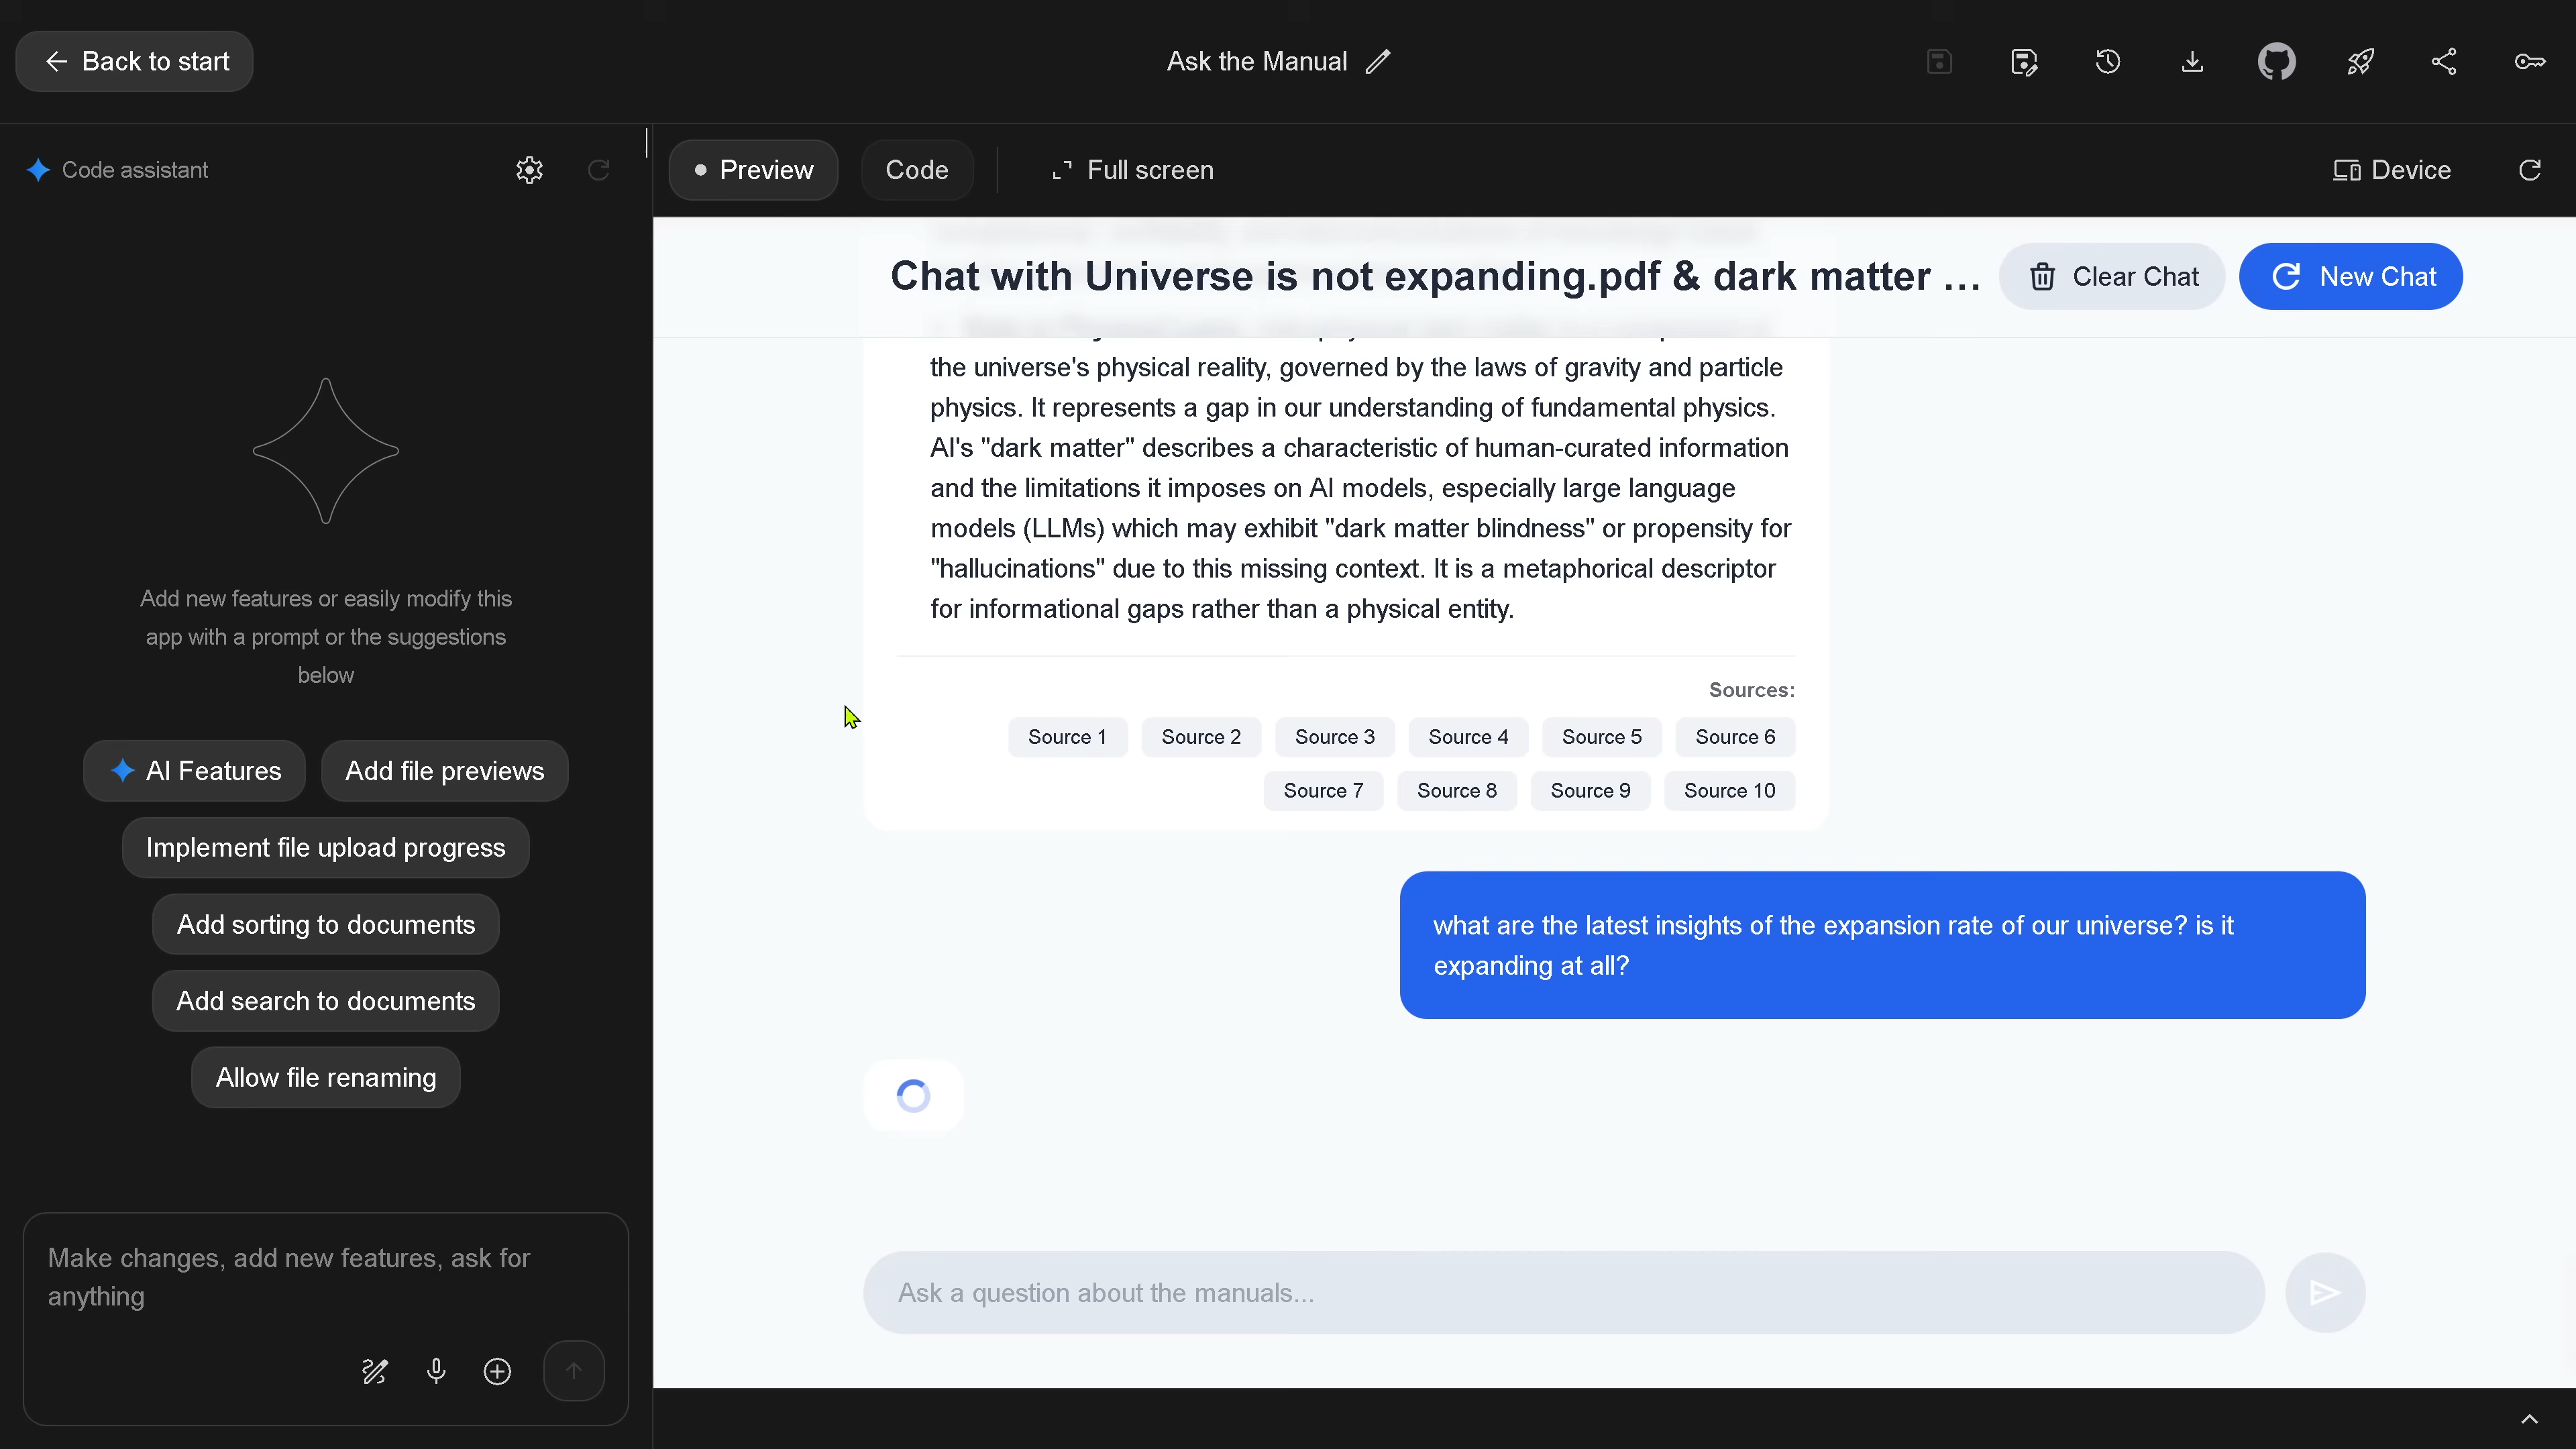 Back to start
Ask the Manual
Code assistant
Preview
Code
Full screen
Device
Chat with Universe is not expanding.pdf & dark matter ...
Clear Chat
New Chat
the universe's physical reality, governed by the laws of gravity and particle
physics. It represents a gap in our understanding of fundamental physics.
AI's "dark matter" describes a characteristic of human-curated information
and the limitations it imposes on AI models, especially large language
models (LLMs) which may exhibit "dark matter blindness" or propensity for
"hallucinations" due to this missing context. It is a metaphorical descriptor
for informational gaps rather than a physical entity.
Sources:
Source 1 Source 2 Source 3 Source 4 Source 5 Source 6
Source 7 Source 8 Source 9 Source 10
what are the latest insights of the expansion rate of our universe? is it
expanding at all?
Ask a question about the manuals...
Add new features or easily modify this
app with a prompt or the suggestions
below
AI Features
Add file previews
Implement file upload progress
Add sorting to documents
Add search to documents
Allow file renaming
Make changes, add new features, ask for
anything